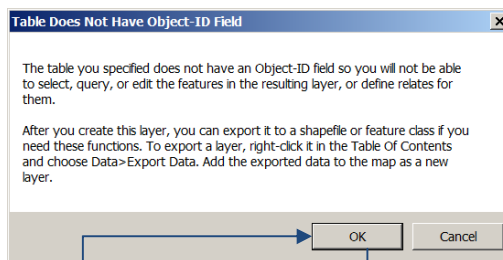 Table Does Not Have Object-ID Field
The table you specified does not have an Object-ID field so you will not be able
to select, query, or edit the features in the resulting layer, or define relates for
them.
After you create this layer, you can export it to a shapefile or feature class if you
need these functions. To export a layer, right-click it in the Table Of Contents
and choose Data>Export Data. Add the exported data to the map as a new
layer.
OK
Cancel